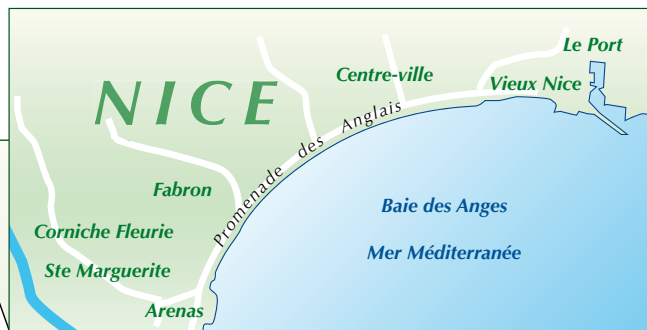 Le Port
Centre-ville
Vieux Nice
NICE
Promenade des Anglais
Fabron
Baie des Anges
Corniche Fleurie
Mer Méditerranée
Ste Marguerite
Arenas